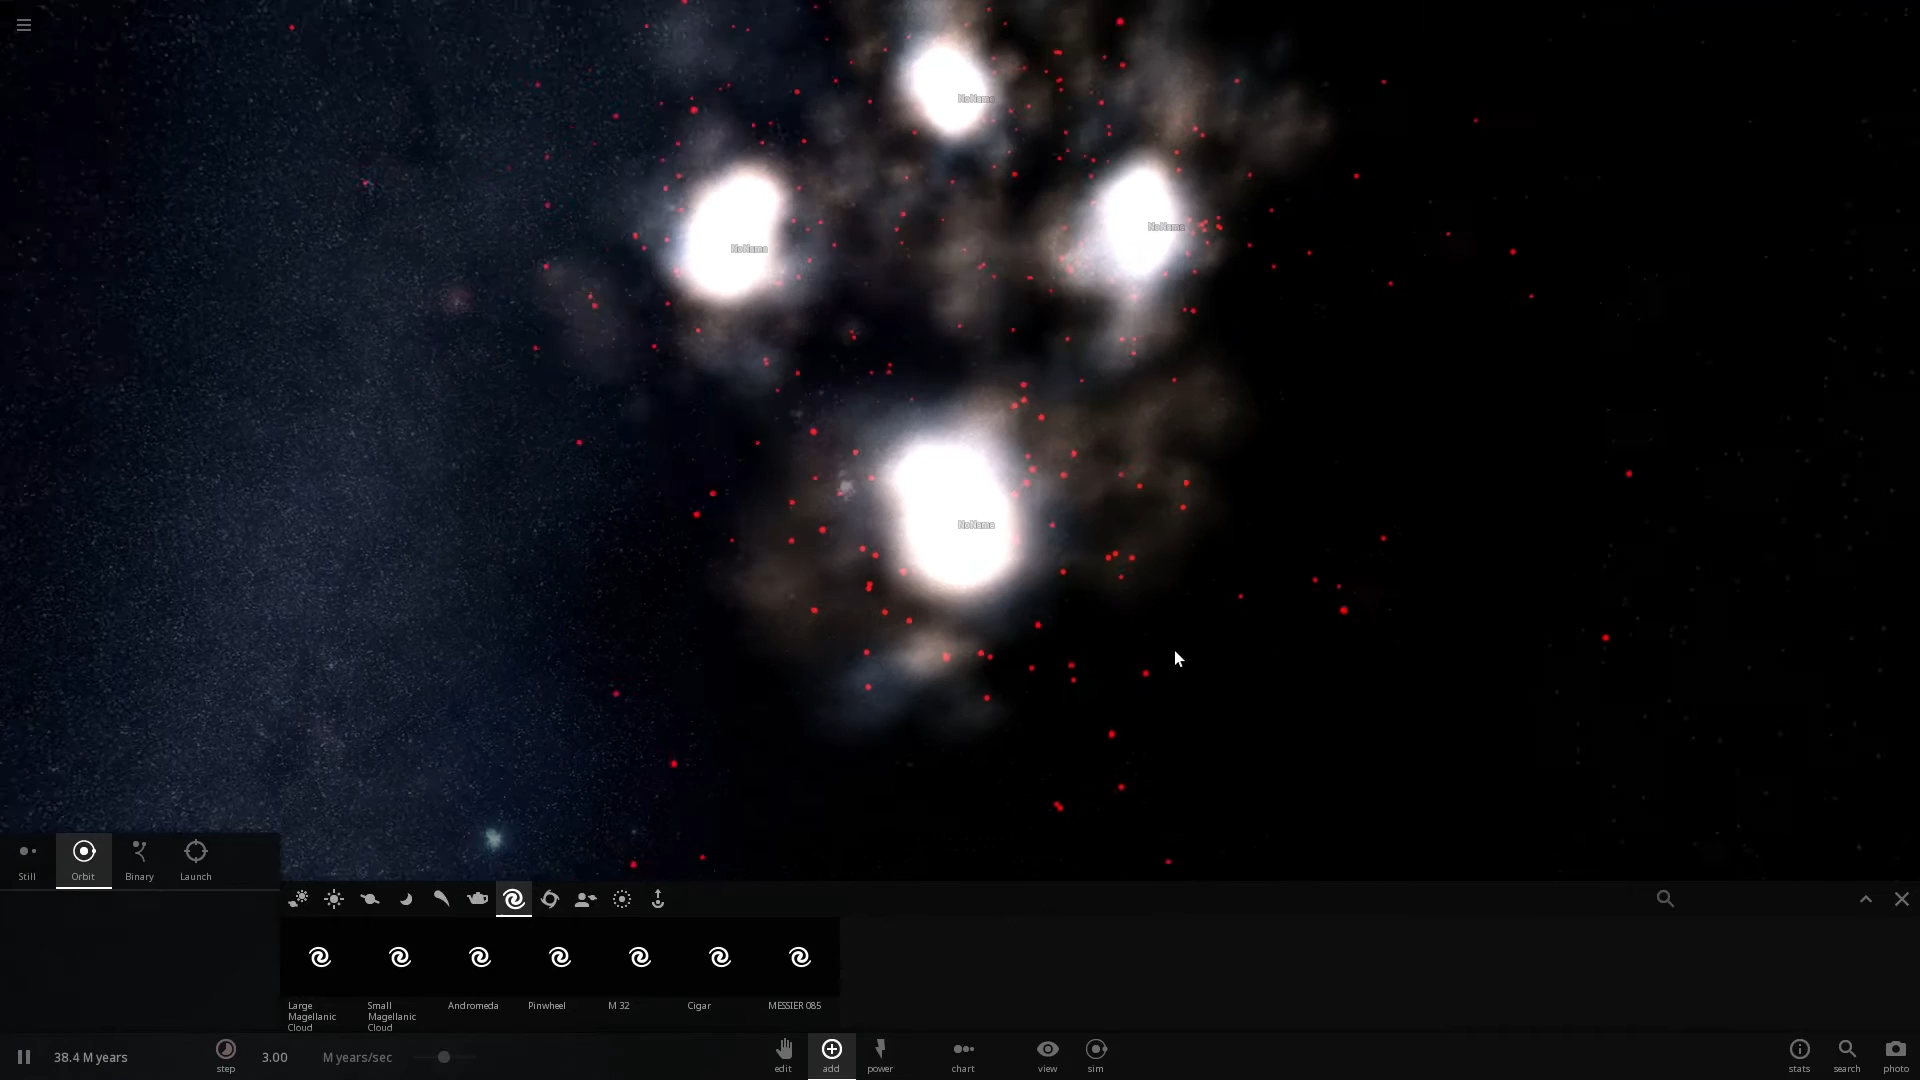 NoName
NoName
NoName
NoName
Still
Orbit
Binary
Launch
Large
Magellanic
Cloud
Small
Magellanic
Cloud
Andromeda
Pinwheel
M 32
Cigar
MESSIER 085
38.4 M years
step
3.00
M years/sec
edit
add
power
chart
view
sim
stats
search
photo